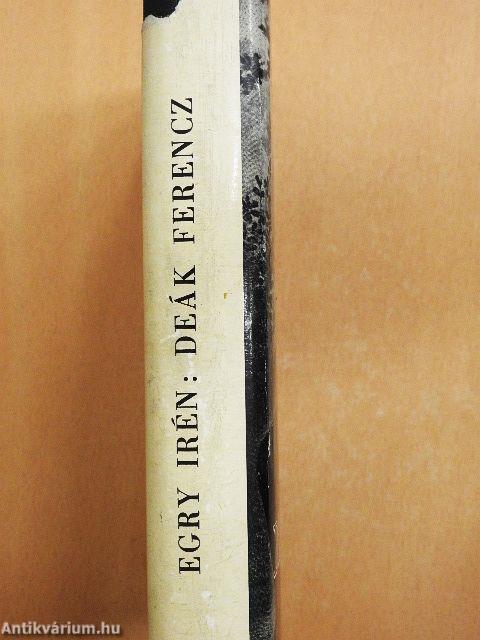 EGRY IRÉN: DEÁK FERENCZ
Antikvárium.hu